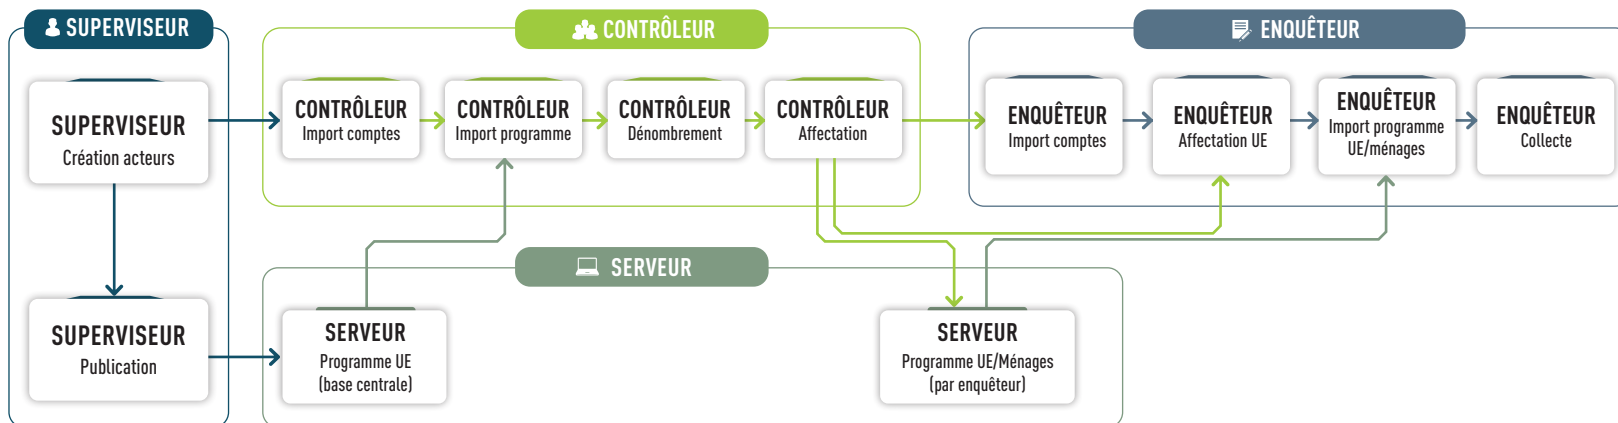 SUPERVISEUR
SUPERVISEUR
Création acteurs
SUPERVISEUR
Publication
CONTRÔLEUR
CONTRÔLEUR
Import comptes
CONTRÔLEUR
Import programme
CONTRÔLEUR
Dénombrement
CONTRÔLEUR
Affectation
ENQUÊTEUR
ENQUÊTEUR
Import comptes
ENQUÊTEUR
Affectation UE
ENQUÊTEUR
Import programme
UE/ménages
ENQUÊTEUR
Collecte
SERVEUR
SERVEUR
Programme UE
(base centrale)
SERVEUR
Programme UE/Ménages
(par enquêteur)